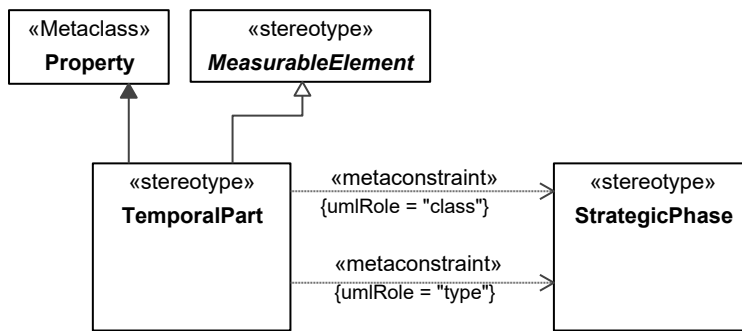 «Metaclass»
Property
«stereotype»
MeasurableElement
«stereotype»
TemporalPart
«metaconstraint»
{umlRole = "class"}
«metaconstraint»
{umlRole = "type"}
«stereotype»
StrategicPhase